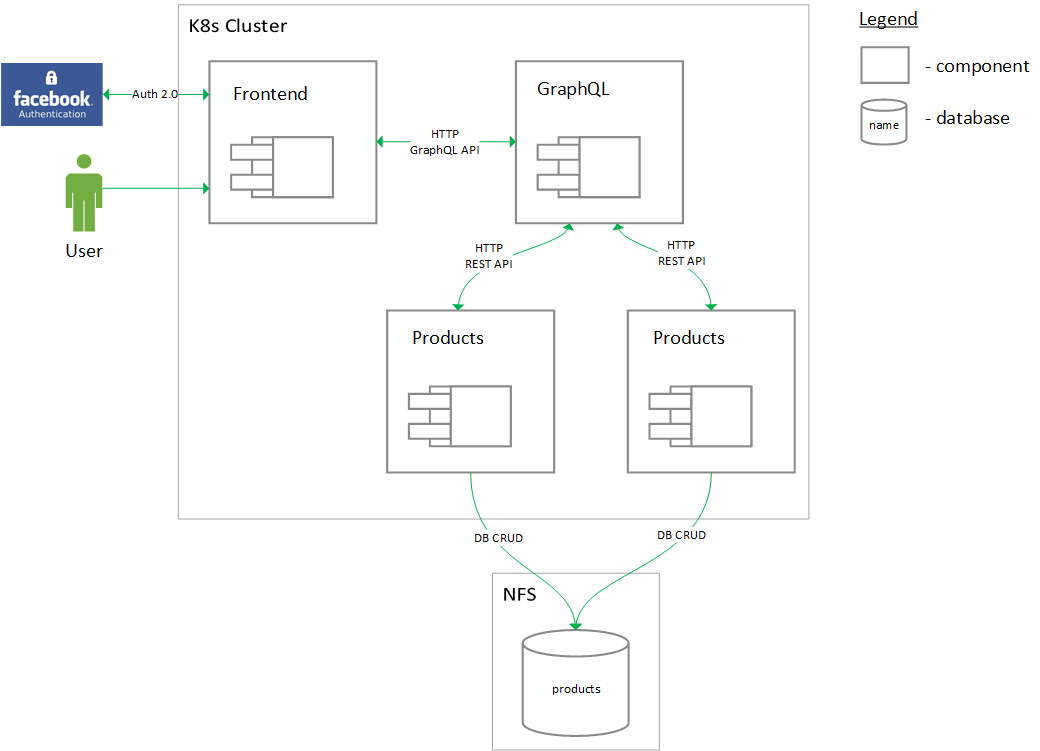 K8s Cluster
Legend
facebook.
Authentication
Auth 2.0
Frontend
GraphQL
- component
name
- database
HTTP
GraphQL API
User
HTTP
REST API
HTTP
REST API
Products
Products
DB CRUD
DB CRUD
NFS
products